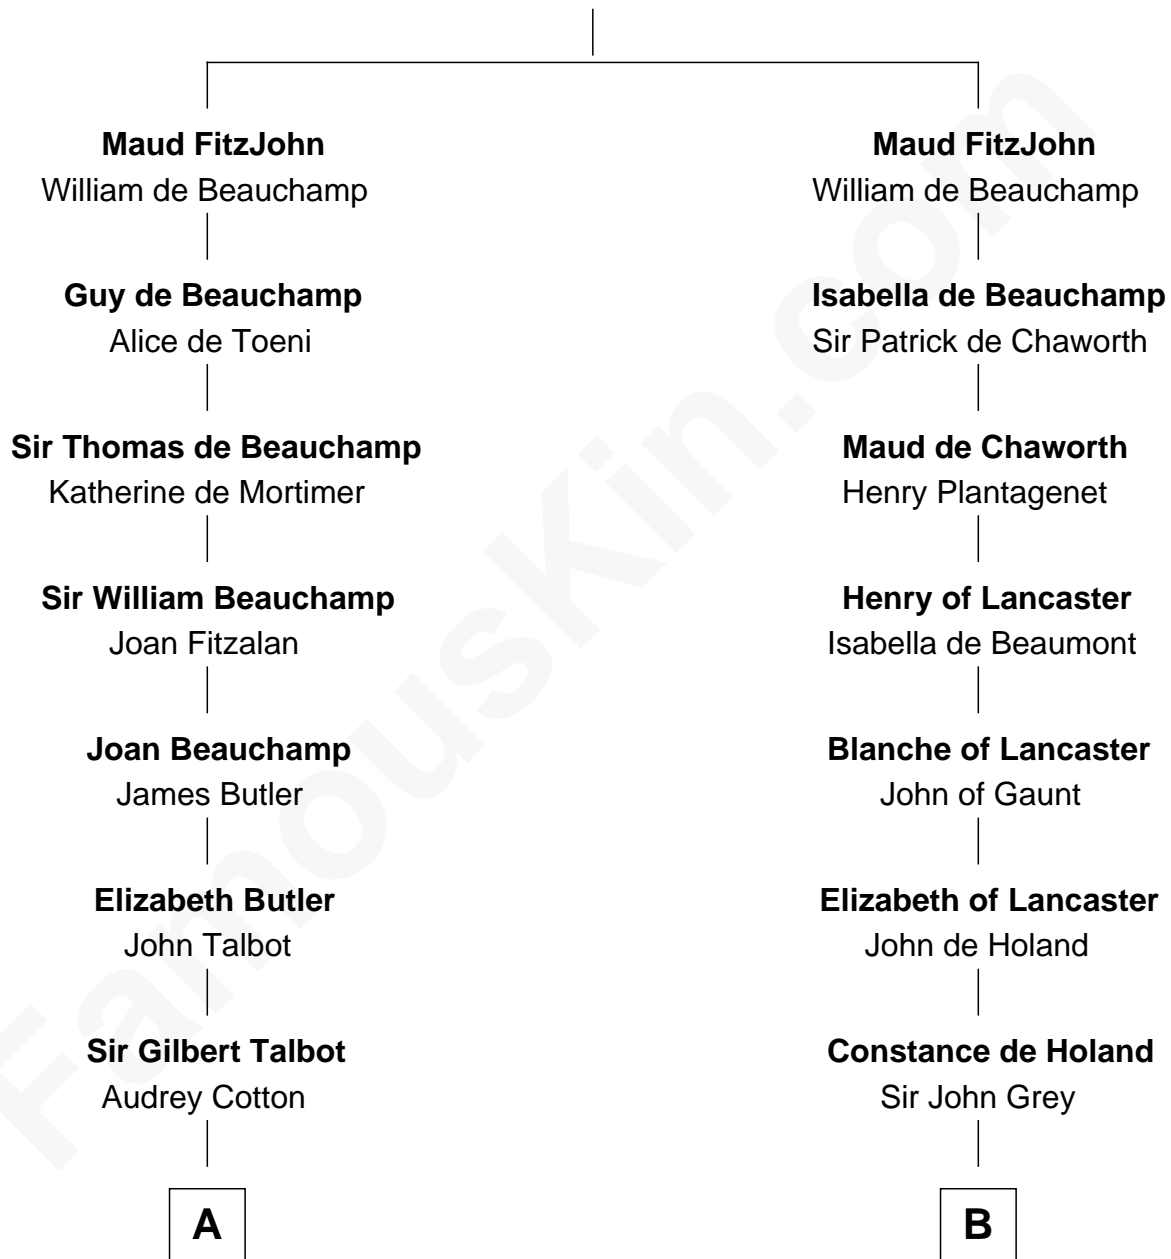 Maud FitzJohn
William de Beauchamp
Guy de Beauchamp
Alice de Toeni
Sir Thomas de Beauchamp
Katherine de Mortimer
Sir William Beauchamp
Joan Fitzalan
Joan Beauchamp
James Butler
Elizabeth Butler
John Talbot
Sir Gilbert Talbot
Audrey Cotton
A
Maud FitzJohn
William de Beauchamp
Isabella de Beauchamp
Sir Patrick de Chaworth
Maud de Chaworth
Henry Plantagenet
Henry of Lancaster
Isabella de Beaumont
Blanche of Lancaster
John of Gaunt
Elizabeth of Lancaster
John de Holand
Constance de Holand
Sir John Grey
B
FamousKin.com